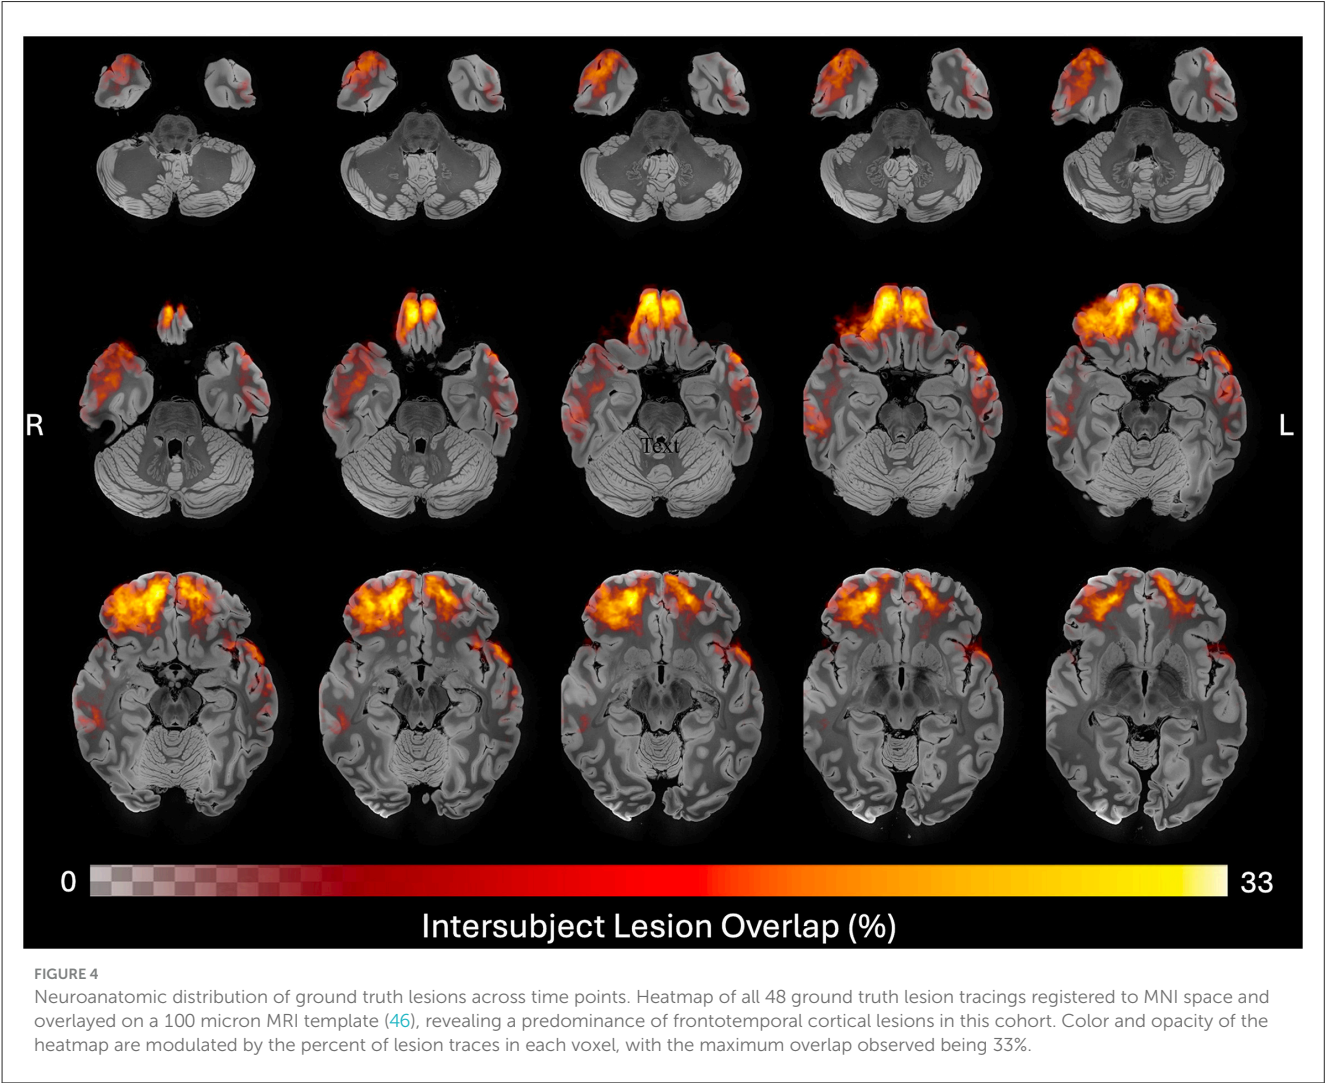 R
L
Text
0
33
Intersubject Lesion Overlap (%)
FIGURE 4
Neuroanatomic distribution of ground truth lesions across time points. Heatmap of all 48 ground truth lesion tracings registered to MNI space and
overlayed on a 100 micron MRI template (46), revealing a predominance of frontotemporal cortical lesions in this cohort. Color and opacity of the
heatmap are modulated by the percent of lesion traces in each voxel, with the maximum overlap observed being 33%.